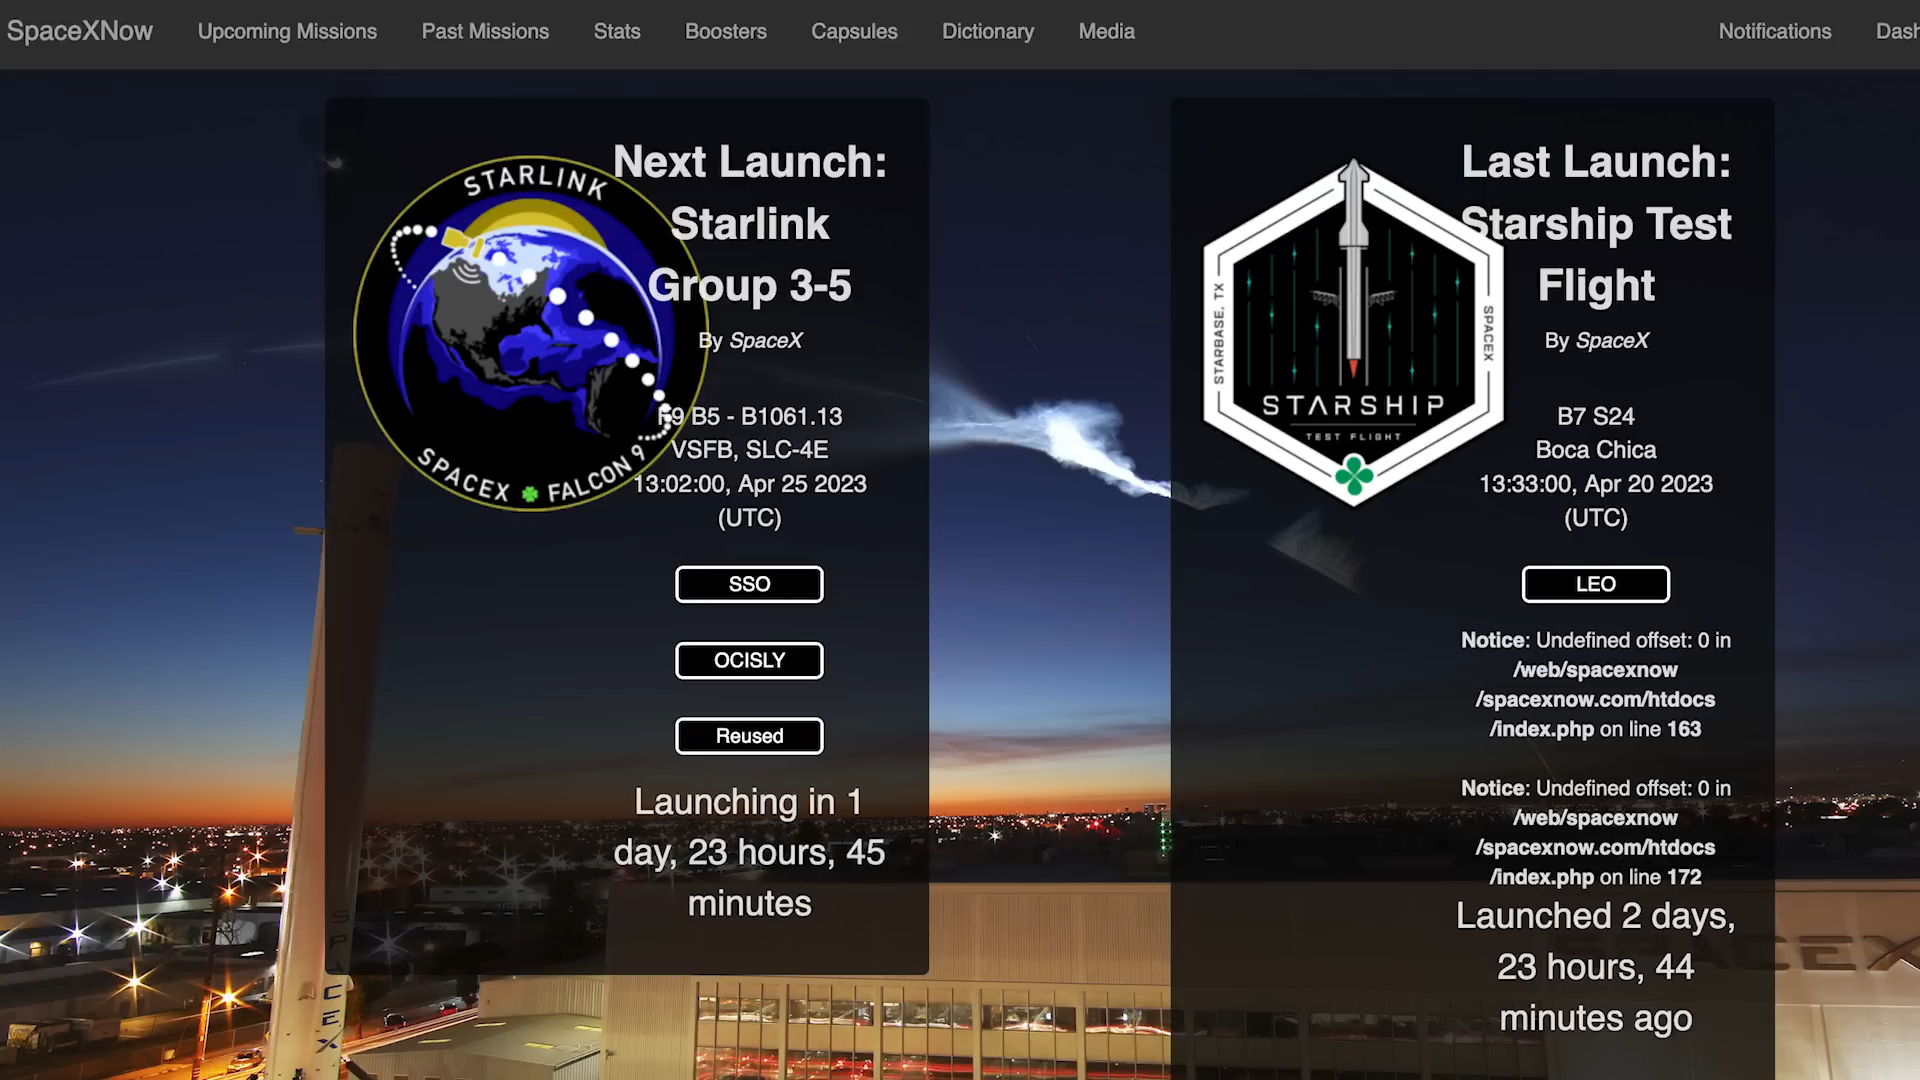 SpaceXNow Upcoming Missions Past Missions Stats Boosters Capsules Dictionary Media Notifications Dash
STARLINK
SPACEX FALCON 9
Next Launch:
Starlink
Group 3-5
By SpaceX
F9 B5 - B1061.13
VSFB, SLC-4E
13:02:00, Apr 25 2023
(UTC)
SSO
OCISLY
Reused
Launching in 1
day, 23 hours, 45
minutes
STARBASE, TX
SPACEX
STARSHIP
TEST FLIGHT
Last Launch:
Starship Test
Flight
By SpaceX
B7 S24
Boca Chica
13:33:00, Apr 20 2023
(UTC)
LEO
Notice: Undefined offset: 0 in
/web/spacexnow
/spacexnow.com/htdocs
/index.php on line 163
Notice: Undefined offset: 0 in
/web/spacexnow
/spacexnow.com/htdocs
/index.php on line 172
Launched 2 days,
23 hours, 44
minutes ago
SPACEX
SPACEX